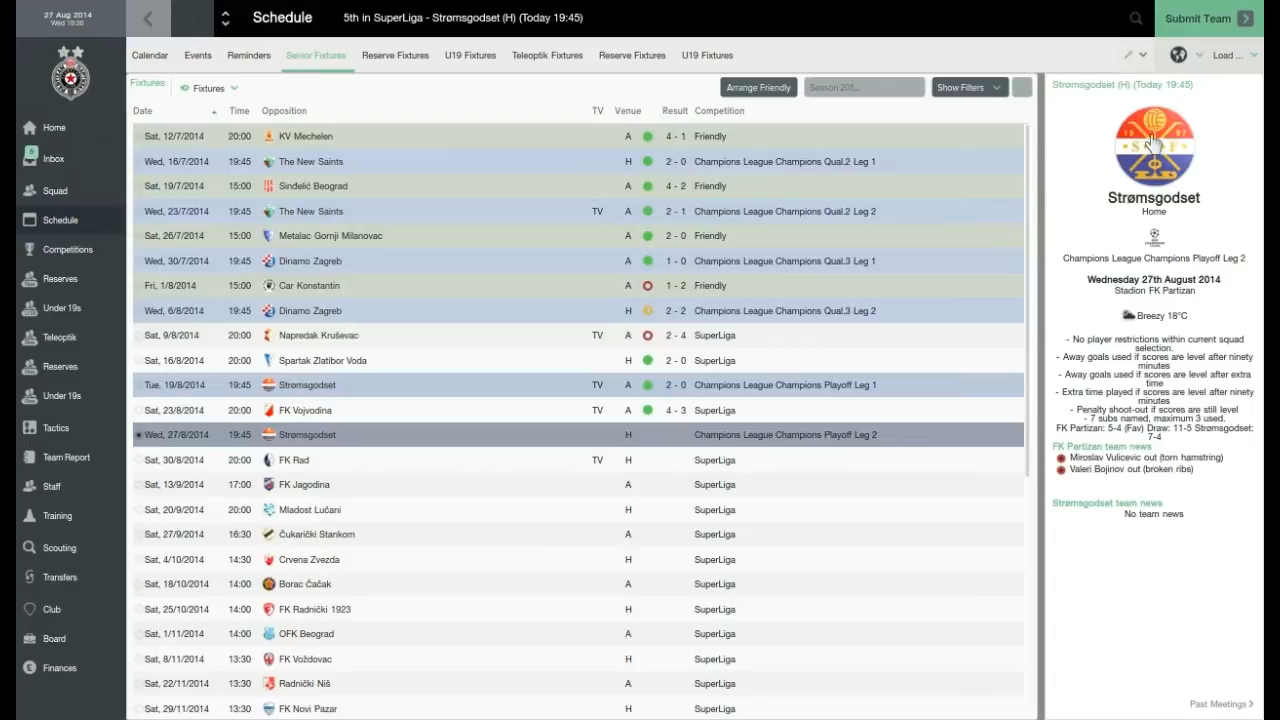 27 Aug 2014
Wed 19:30
Schedule
5th in SuperLiga - Strømsgodset (H) (Today 19:45)
Submit Team
Calendar Events Reminders Senior Fixtures Reserve Fixtures U19 Fixtures Teleoptik Fixtures Reserve Fixtures U19 Fixtures
Load ...
Fixtures
Fixtures
Arrange Friendly
Season 201...
Show Filters
Date Time Opposition TV Venue Result Competition
Sat, 12/7/2014 20:00 KV Mechelen A 4 - 1 Friendly
Wed, 16/7/2014 19:45 The New Saints H 2 - 0 Champions League Champions Qual.2 Leg 1
Sat, 19/7/2014 15:00 Sinđelić Beograd A 4 - 2 Friendly
Wed, 23/7/2014 19:45 The New Saints TV A 2 - 1 Champions League Champions Qual.2 Leg 2
Sat, 26/7/2014 15:00 Metalac Gornji Milanovac A 2 - 0 Friendly
Wed, 30/7/2014 19:45 Dinamo Zagreb A 1 - 0 Champions League Champions Qual.3 Leg 1
Fri, 1/8/2014 15:00 Car Konstantin A 1 - 2 Friendly
Wed, 6/8/2014 19:45 Dinamo Zagreb H 2 - 2 Champions League Champions Qual.3 Leg 2
Sat, 9/8/2014 20:00 Napredak Kruševac TV A 2 - 4 SuperLiga
Sat, 16/8/2014 20:00 Spartak Zlatibor Voda H 2 - 0 SuperLiga
Tue, 19/8/2014 19:45 Strømsgodset TV A 2 - 0 Champions League Champions Playoff Leg 1
Sat, 23/8/2014 20:00 FK Vojvodina TV A 4 - 3 SuperLiga
Wed, 27/8/2014 19:45 Strømsgodset H Champions League Champions Playoff Leg 2
Sat, 30/8/2014 20:00 FK Rad TV H SuperLiga
Sat, 13/9/2014 17:00 FK Jagodina A SuperLiga
Sat, 20/9/2014 20:00 Mladost Lučani H SuperLiga
Sat, 27/9/2014 16:30 Čukarički Stankom A SuperLiga
Sat, 4/10/2014 14:30 Crvena Zvezda H SuperLiga
Sat, 18/10/2014 14:00 Borac Čačak A SuperLiga
Sat, 25/10/2014 14:00 FK Radnički 1923 H SuperLiga
Sat, 1/11/2014 14:00 OFK Beograd A SuperLiga
Sat, 8/11/2014 13:30 FK Voždovac H SuperLiga
Sat, 22/11/2014 13:30 Radnički Niš A SuperLiga
Sat, 29/11/2014 13:30 FK Novi Pazar H SuperLiga
Home
Inbox
Squad
Schedule
Competitions
Reserves
Under 19s
Teleoptik
Reserves
Under 19s
Tactics
Team Report
Staff
Training
Scouting
Transfers
Club
Board
Finances
Strømsgodset (H) (Today 19:45)
Strømsgodset
Home
Champions League Champions Playoff Leg 2
Wednesday 27th August 2014
Stadion FK Partizan
Breezy 18°C
- No player restrictions within current squad
selection.
- Away goals used if scores are level after ninety
minutes
- Away goals used if scores are level after extra
time
- Extra time played if scores are level after ninety
minutes
- Penalty shoot-out if scores are still level
- 7 subs named, maximum 3 used.
FK Partizan: 5-4 (Fav) Draw: 11-5 Strømsgodset:
7-4
FK Partizan team news
Miroslav Vulicevic out (torn hamstring)
Valeri Bojinov out (broken ribs)
Strømsgodset team news
No team news
Past Meetings